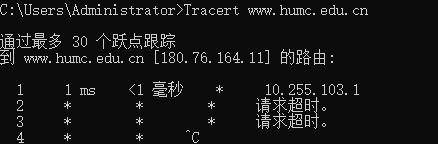 C:\Users\Administrator>Tracert www.humc.edu.cn
通过最多 30 个跃点跟踪
到 www.humc.edu.cn [180.76.164.11] 的路由:
1 1 ms <1 毫秒 * 10.255.103.1
2 * * * 请求超时。
3 * * * 请求超时。
4 * * ^C